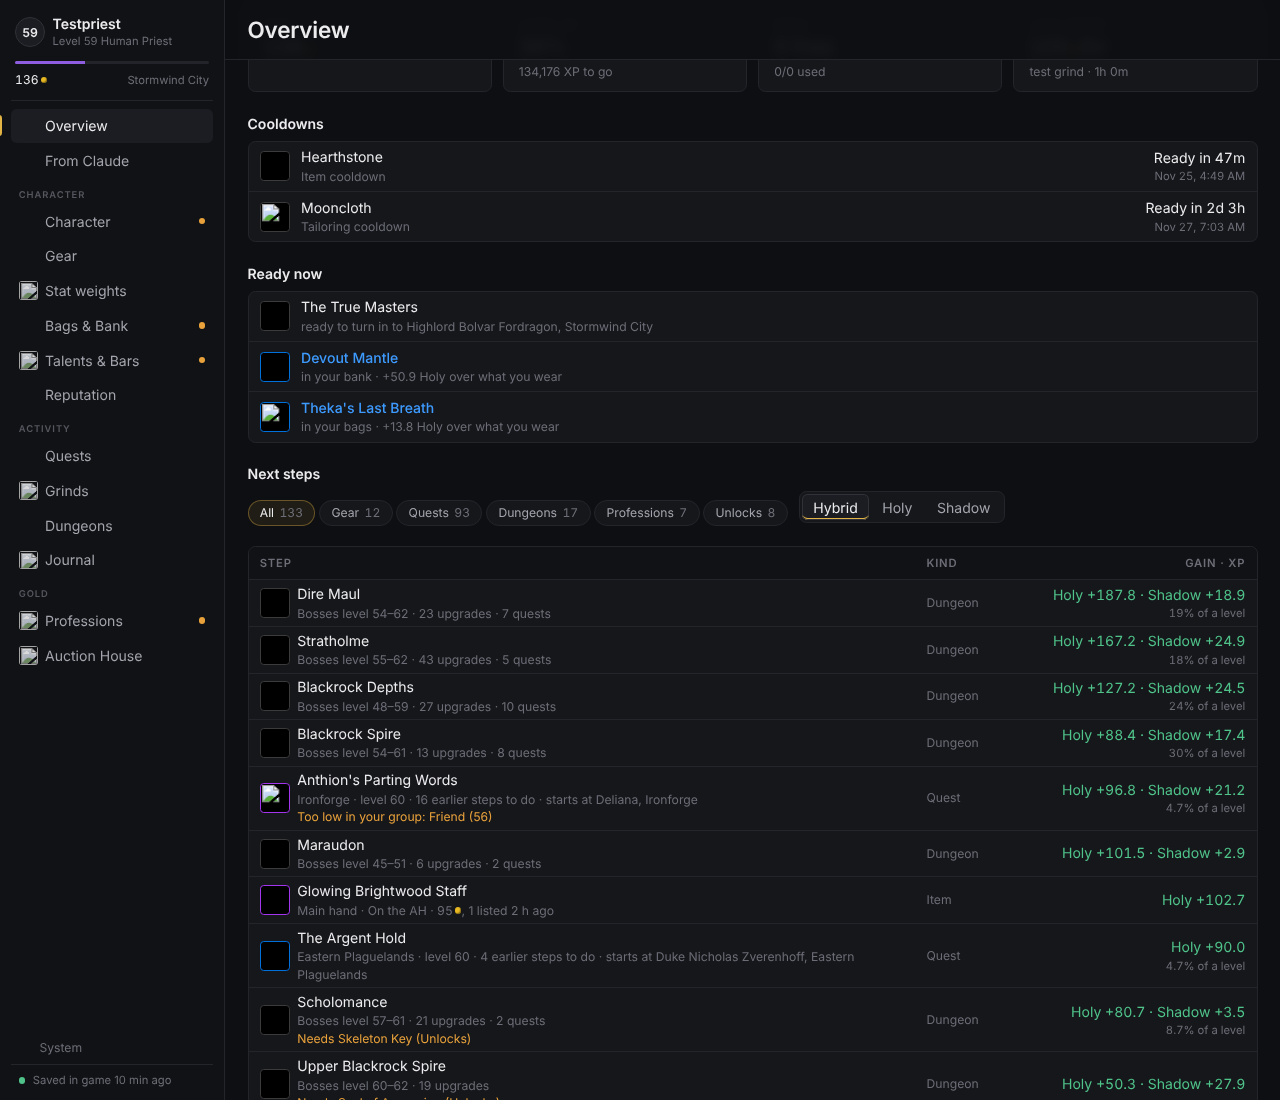 59
Testpriest
Level 59 Human Priest
136
Stormwind City
Overview
From Claude
CHARACTER
Character
Gear
Stat weights
Bags & Bank
Talents & Bars
Reputation
ACTIVITY
Quests
Grinds
Dungeons
Journal
GOLD
Professions
Auction House
System
Saved in game 10 min ago
Overview
134,176 XP to go
0/0 used
test grind · 1h 0m
Cooldowns
Hearthstone
Item cooldown
Ready in 47m
Nov 25, 4:49 AM
Mooncloth
Tailoring cooldown
Ready in 2d 3h
Nov 27, 7:03 AM
Ready now
The True Masters
ready to turn in to Highlord Bolvar Fordragon, Stormwind City
Devout Mantle
in your bank · +50.9 Holy over what you wear
Theka's Last Breath
in your bags · +13.8 Holy over what you wear
Next steps
All 133
Gear 12
Quests 93
Dungeons 17
Professions 7
Unlocks 8
Hybrid
Holy
Shadow
STEP
KIND
GAIN · XP
Dire Maul
Bosses level 54–62 · 23 upgrades · 7 quests
Dungeon
Holy +187.8 · Shadow +18.9
19% of a level
Stratholme
Bosses level 55–62 · 43 upgrades · 5 quests
Dungeon
Holy +167.2 · Shadow +24.9
18% of a level
Blackrock Depths
Bosses level 48–59 · 27 upgrades · 10 quests
Dungeon
Holy +127.2 · Shadow +24.5
24% of a level
Blackrock Spire
Bosses level 54–61 · 13 upgrades · 8 quests
Dungeon
Holy +88.4 · Shadow +17.4
30% of a level
Anthion's Parting Words
Ironforge · level 60 · 16 earlier steps to do · starts at Deliana, Ironforge
Too low in your group: Friend (56)
Quest
Holy +96.8 · Shadow +21.2
4.7% of a level
Maraudon
Bosses level 45–51 · 6 upgrades · 2 quests
Dungeon
Holy +101.5 · Shadow +2.9
Glowing Brightwood Staff
Main hand · On the AH · 95, 1 listed 2 h ago
Item
Holy +102.7
The Argent Hold
Eastern Plaguelands · level 60 · 4 earlier steps to do · starts at Duke Nicholas Zverenhoff, Eastern
Plaguelands
Quest
Holy +90.0
4.7% of a level
Scholomance
Bosses level 57–61 · 21 upgrades · 2 quests
Needs Skeleton Key (Unlocks)
Dungeon
Holy +80.7 · Shadow +3.5
8.7% of a level
Upper Blackrock Spire
Bosses level 60–62 · 19 upgrades
Dungeon
Holy +50.3 · Shadow +27.9